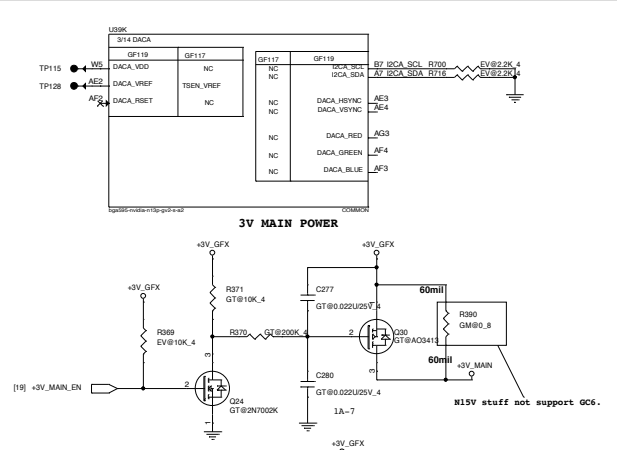 U39K
3/14 DACA
GF119 GF117 GF117 GF119
TP115 W5 DACA_VDD NC NC I2CA_SCL B7 I2CA_SCL R700 EV@2.2K_4
NC I2CA_SDA A7 I2CA_SDA R716 EV@2.2K_4
TP128 AE2 DACA_VREF TSEN_VREF
AF2 DACA_RSET NC NC DACA_HSYNC AE3
NC DACA_VSYNC AE4
NC DACA_RED AG3
NC DACA_GREEN AF4
NC DACA_BLUE AF3
bga595-nvidia-n13p-gv2-s-a2 COMMON
3V MAIN POWER
+3V_GFX +3V_GFX
+3V_GFX R371 GT@10K_4 C277 60mil
GT@0.022U/25V_4 R390 GM@0_8
R369 EV@10K_4 R370 GT@200K_4 2 Q30 GT@AO3413
3 60mil
3 +3V_MAIN
[19] +3V_MAIN_EN 2 C280
GT@0.022U/25V_4
Q24 GT@2N7002K
N15V stuff not support GC6.
1A-7
1
+3V_GFX